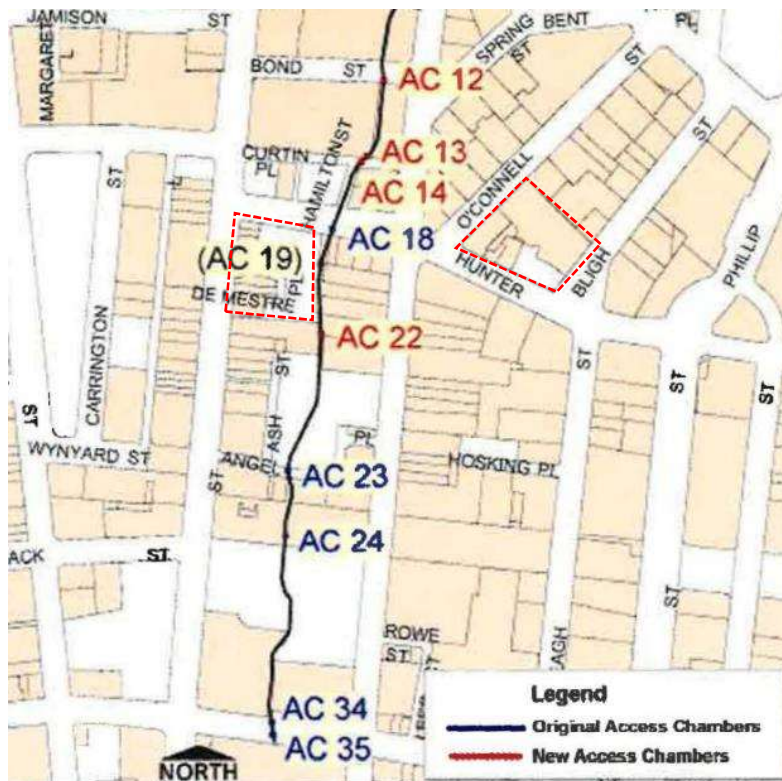 JAMISON ST
MARGARET
BOND ST
SPRING ST
BENT
PL
ST
ST
AC 12
CURTIN PL
HAMILTON ST
AC 13
AC 14
O'CONNELL
ST
AC 18
(AC 19)
DE MESTRE PL
HUNTER
BLIGH
PHILLIP
CARRINGTON
AC 22
ST
ST
ST
ST
ST
WYNYARD ST
ASH
ANGEL
PL
AC 23
HOSKING PL
ST
AC 24
ACK
ST
ST
ROWE ST
AGH
ST
AC 34
AC 35
NORTH
Legend
Original Access Chambers
New Access Chambers